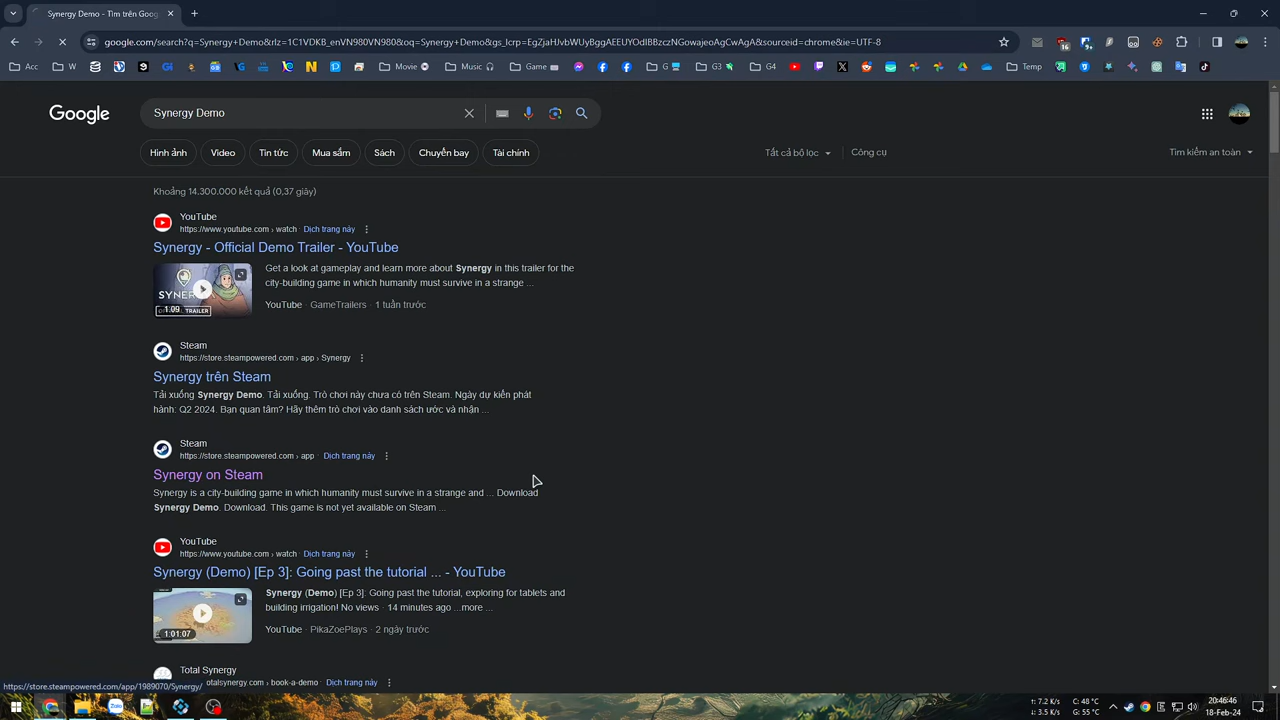 Synergy Demo - Tìm trên Goog
google.com/search?q=Synergy+Demo&rlz=1C1VDKB_enVN980VN980&oq=Synergy+Demo&gs_lcrp=EgZjaHJvbWUyBggAEEUYOdIBBzczNGowajeoAgCwAgA&sourceid=chrome&ie=UTF-8
16
Acc
W
Movie
Music
Game
G
G3
G4
Temp
Google
Synergy Demo
Hình ảnh
Video
Tin tức
Mua sắm
Sách
Chuyến bay
Tài chính
Tất cả bộ lọc
Công cụ
Tìm kiếm an toàn
Khoảng 14.300.000 kết quả (0,37 giây)
YouTube
https://www.youtube.com › watch · Dịch trang này
Synergy - Official Demo Trailer - YouTube
Get a look at gameplay and learn more about Synergy in this trailer for the
city-building game in which humanity must survive in a strange ...
YouTube · GameTrailers · 1 tuần trước
1:09
Steam
https://store.steampowered.com › app › Synergy
Synergy trên Steam
Tải xuống Synergy Demo. Tải xuống. Trò chơi này chưa có trên Steam. Ngày dự kiến phát
hành: Q2 2024. Bạn quan tâm? Hãy thêm trò chơi vào danh sách ước và nhận ...
Steam
https://store.steampowered.com › app · Dịch trang này
Synergy on Steam
Synergy is a city-building game in which humanity must survive in a strange and ... Download
Synergy Demo. Download. This game is not yet available on Steam ...
YouTube
https://www.youtube.com › watch · Dịch trang này
Synergy (Demo) [Ep 3]: Going past the tutorial ... - YouTube
Synergy (Demo) [Ep 3]: Going past the tutorial, exploring for tablets and
building irrigation! No views · 14 minutes ago ...more ...
YouTube · PikaZoePlays · 2 ngày trước
1:01:07
Total Synergy
otalsynergy.com › book-a-demo · Dịch trang này
https://store.steampowered.com/app/1989070/Synergy/
Zalo
↑: 7.2 K/s
↓: 3.5 K/s
C: 48 °C
G: 55 °C
20:46:46
18-Feb-24